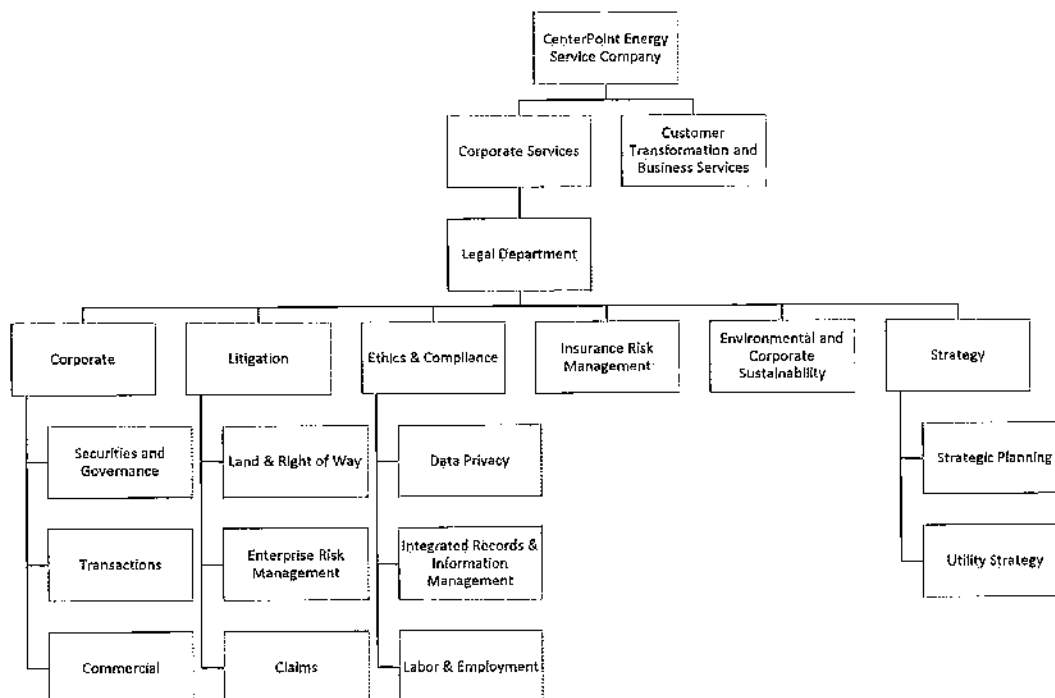 CenterPoint Energy
Service Company
Corporate Services
Customer
Transformation and
Business Services
Legal Department
Corporate
Litigation
Ethics & Compliance
Insurance Risk
Management
Environmental and
Corporate
Sustainability
Strategy
Securities and
Governance
Land & Right of Way
Data Privacy
Strategic Planning
Transactions
Enterprise Risk
Management
Integrated Records &
Information
Management
Utility Strategy
Commercial
Claims
Labor & Employment